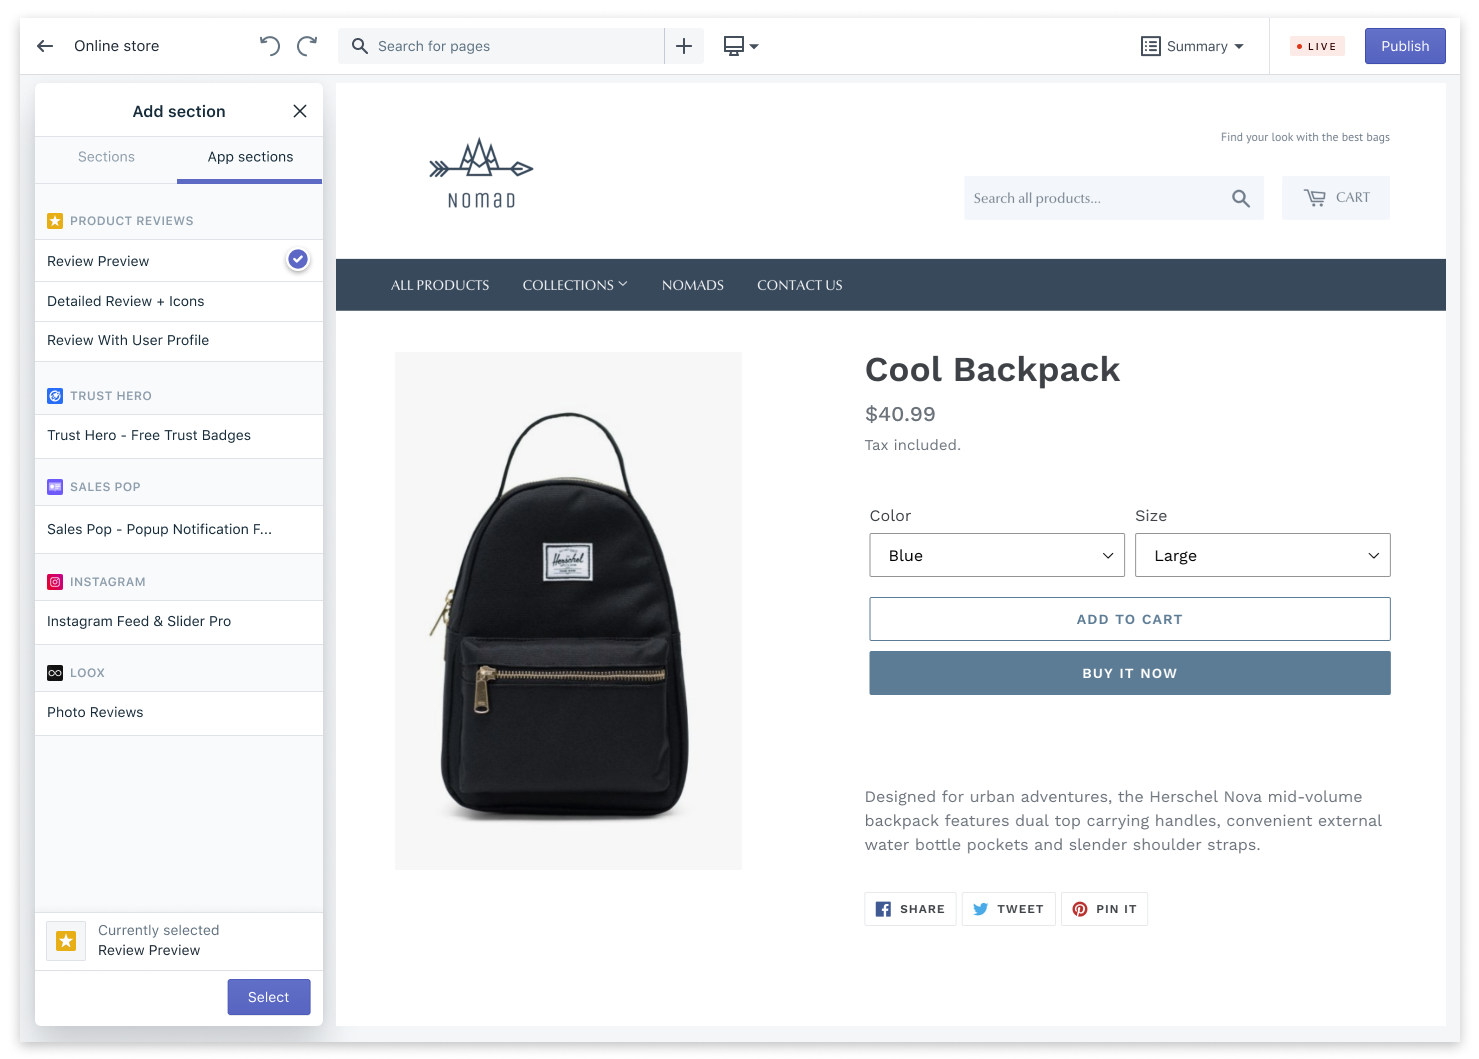 Online store
Search for pages
Summary
LIVE
Publish
Add section
Sections
App sections
PRODUCT REVIEWS
Review Preview
Detailed Review + Icons
Review With User Profile
TRUST HERO
Trust Hero - Free Trust Badges
SALES POP
Sales Pop - Popup Notification F...
INSTAGRAM
Instagram Feed & Slider Pro
LOOX
Photo Reviews
Currently selected
Review Preview
Select
NOMAD
Find your look with the best bags
Search all products...
CART
ALL PRODUCTS
COLLECTIONS
NOMADS
CONTACT US
Herschel
Cool Backpack
$40.99
Tax included.
Color
Size
Blue
Large
ADD TO CART
BUY IT NOW
Designed for urban adventures, the Herschel Nova mid-volume
backpack features dual top carrying handles, convenient external
water bottle pockets and slender shoulder straps.
SHARE
TWEET
PIN IT